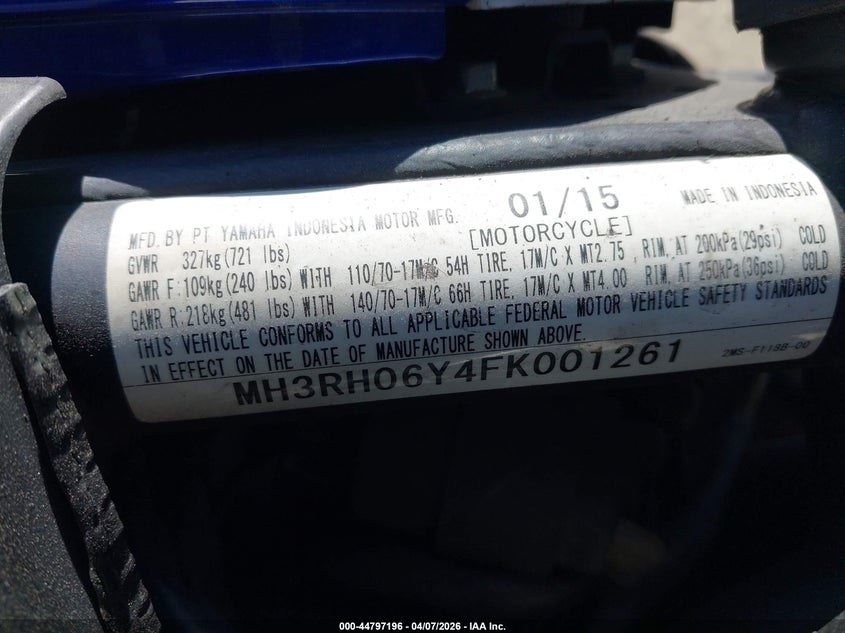 MFD. BY PT YAMAHA INDONESIA MOTOR MFG. 01/15 MADE IN INDONESIA
GVWR 327kg(721 lbs) [MOTORCYCLE]
GAWR F:109kg(240 lbs) WITH 110/70-17M/C 54H TIRE, 17M/C X MT2.75 RIM, AT 200kPa(29psi) COLD
GAWR R:218kg(481 lbs) WITH 140/70-17M/C 66H TIRE, 17M/C X MT4.00 RIM, AT 250kPa(36psi) COLD
THIS VEHICLE CONFORMS TO ALL APPLICABLE FEDERAL MOTOR VEHICLE SAFETY STANDARDS
IN EFFECT ON THE DATE OF MANUFACTURE SHOWN ABOVE.
MH3RH06Y4FK001261 2MS-F118B-00
000-44797196 - 04/07/2026 - IAA Inc.